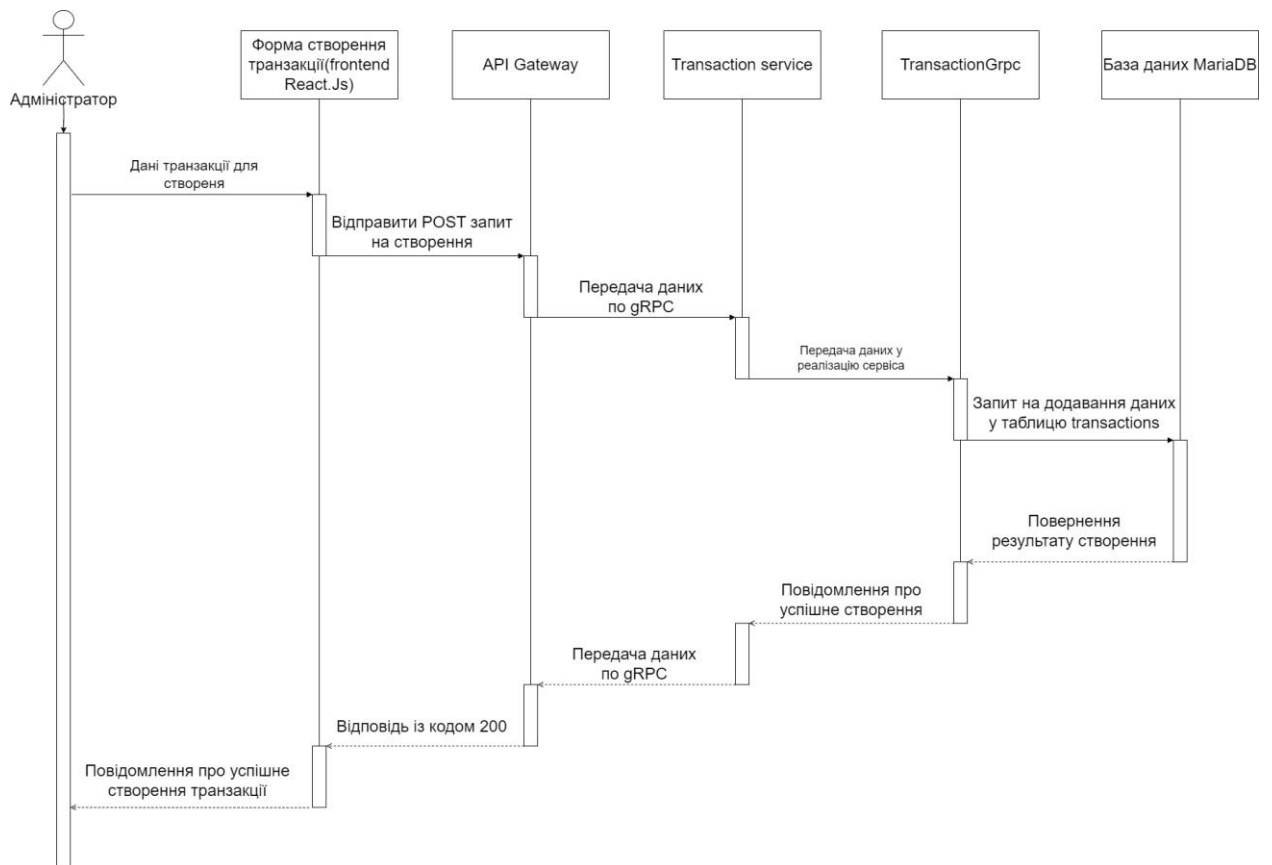 Адміністратор
Форма створення
транзакції(frontend
React.Js)
API Gateway
Transaction service
TransactionGrpc
База даних MariaDB
Дані транзакції для
створеня
Відправити POST запит
на створення
Передача даних
по gRPC
Передача даних у
реалізацію сервіса
Запит на додавання даних
у таблицю transactions
Повернення
результату створення
Повідомлення про
успішне створення
Передача даних
по gRPC
Відповідь із кодом 200
Повідомлення про успішне
створення транзакції